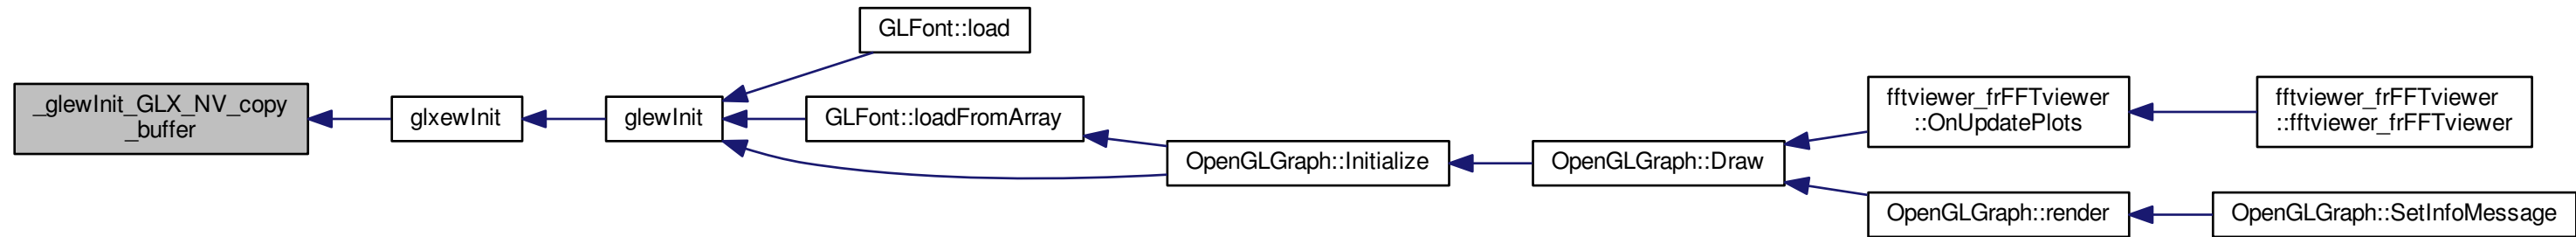 _glewInit_GLX_NV_copy
_buffer
glxewInit
glewInit
GLFont::load
GLFont::loadFromArray
OpenGLGraph::Initialize
OpenGLGraph::Draw
fftviewer_frFFTviewer
::OnUpdatePlots
fftviewer_frFFTviewer
::fftviewer_frFFTviewer
OpenGLGraph::render
OpenGLGraph::SetInfoMessage